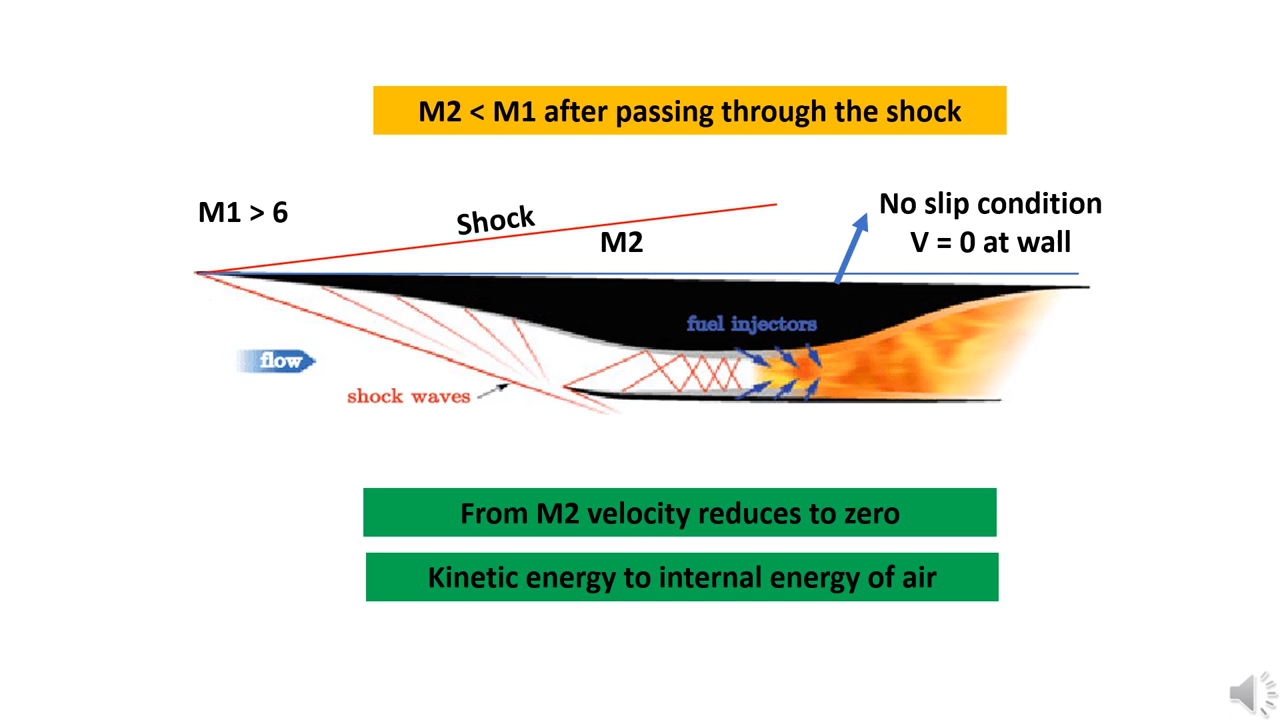 M2 < M1 after passing through the shock
M1 > 6
Shock
M2
No slip condition
V = 0 at wall
fuel injectors
flow
shock waves
From M2 velocity reduces to zero
Kinetic energy to internal energy of air